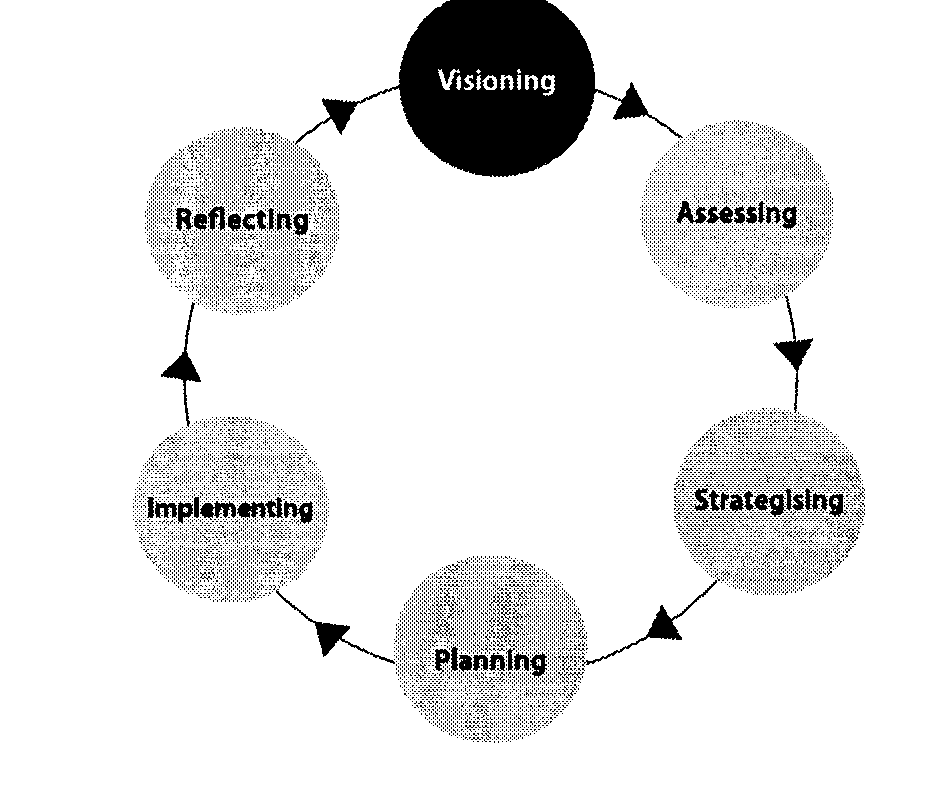 Visioning
Assessing
Strategising
Planning
Implementing
Reflecting